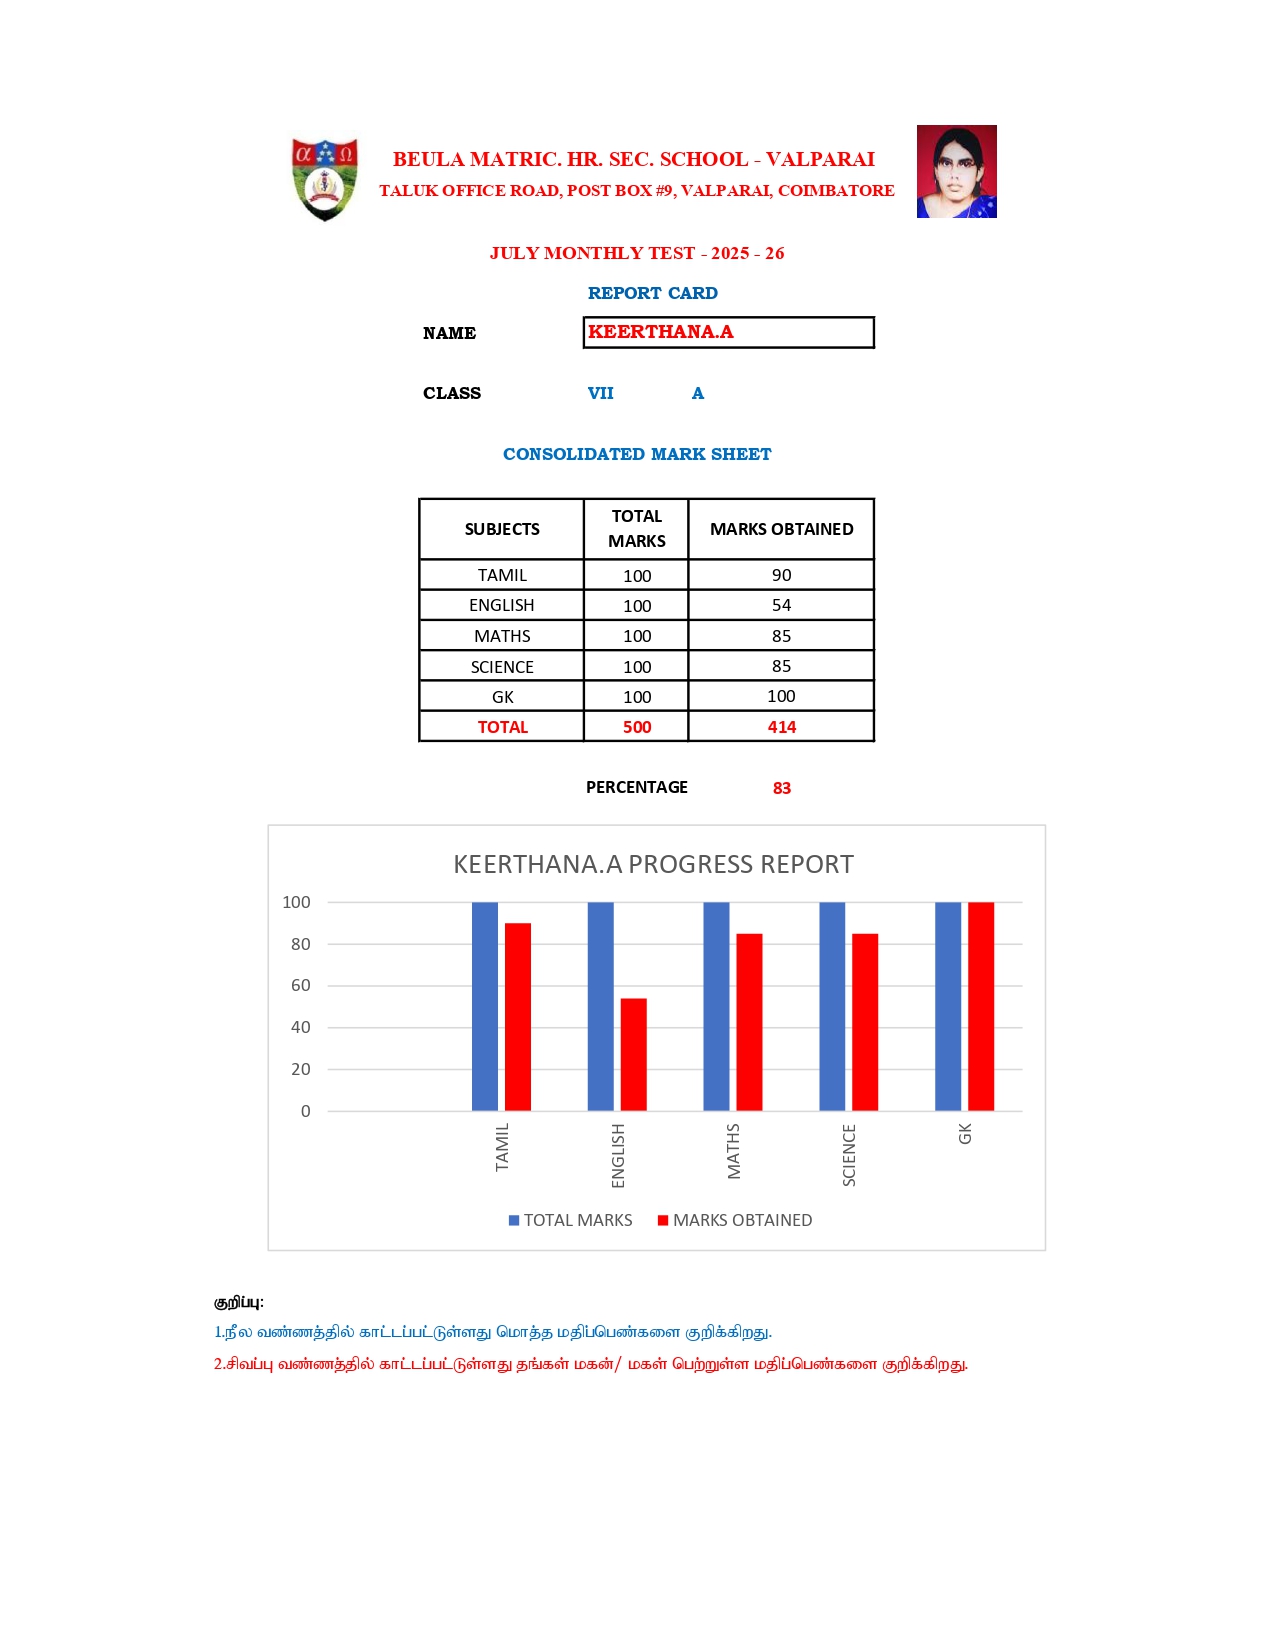 BEULA MATRIC. HR. SEC. SCHOOL - VALPARAI
TALUK OFFICE ROAD, POST BOX #9, VALPARAI, COIMBATORE
JULY MONTHLY TEST - 2025 - 26
REPORT CARD
NAME KEERTHANA.A
CLASS VII A
CONSOLIDATED MARK SHEET
SUBJECTS TOTAL MARKS MARKS OBTAINED
TAMIL 100 90
ENGLISH 100 54
MATHS 100 85
SCIENCE 100 85
GK 100 100
TOTAL 500 414
PERCENTAGE 83
KEERTHANA.A PROGRESS REPORT
100
80
60
40
20
0
TAMIL ENGLISH MATHS SCIENCE GK
TOTAL MARKS MARKS OBTAINED
குறிப்பு:
1.நீல வண்ணத்தில் காட்டப்பட்டுள்ளது மொத்த மதிப்பெண்களை குறிக்கிறது.
2.சிவப்பு வண்ணத்தில் காட்டப்பட்டுள்ளது தங்கள் மகன்/ மகள் பெற்றுள்ள மதிப்பெண்களை குறிக்கிறது.